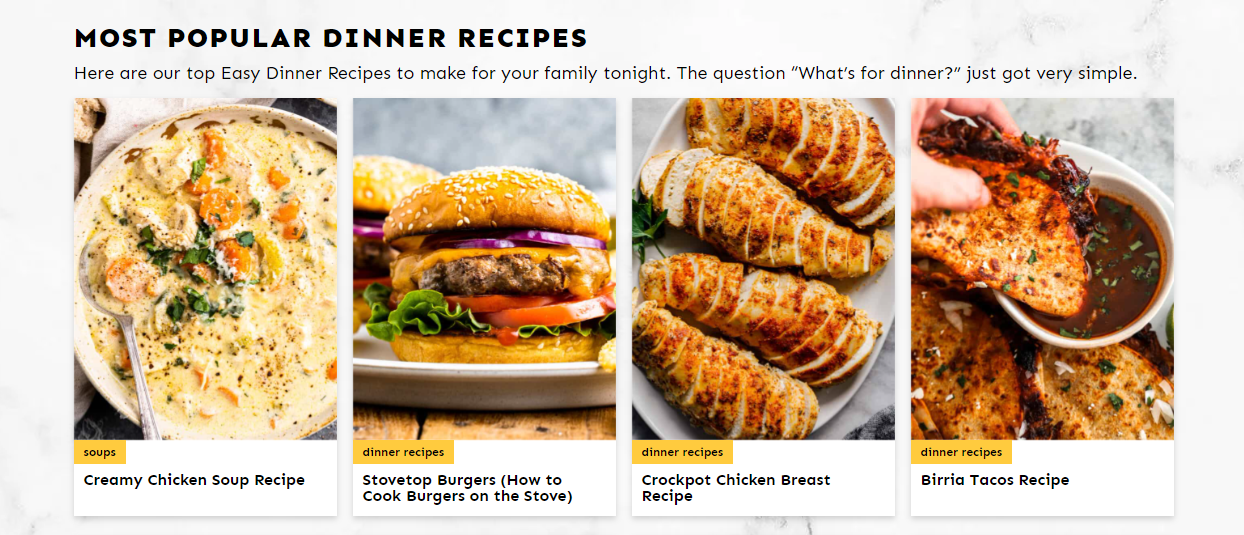 MOST POPULAR DINNER RECIPES
Here are our top Easy Dinner Recipes to make for your family tonight. The question “What’s for dinner?” just got very simple.
soups
Creamy Chicken Soup Recipe
dinner recipes
Stovetop Burgers (How to
Cook Burgers on the Stove)
dinner recipes
Crockpot Chicken Breast
Recipe
dinner recipes
Birria Tacos Recipe